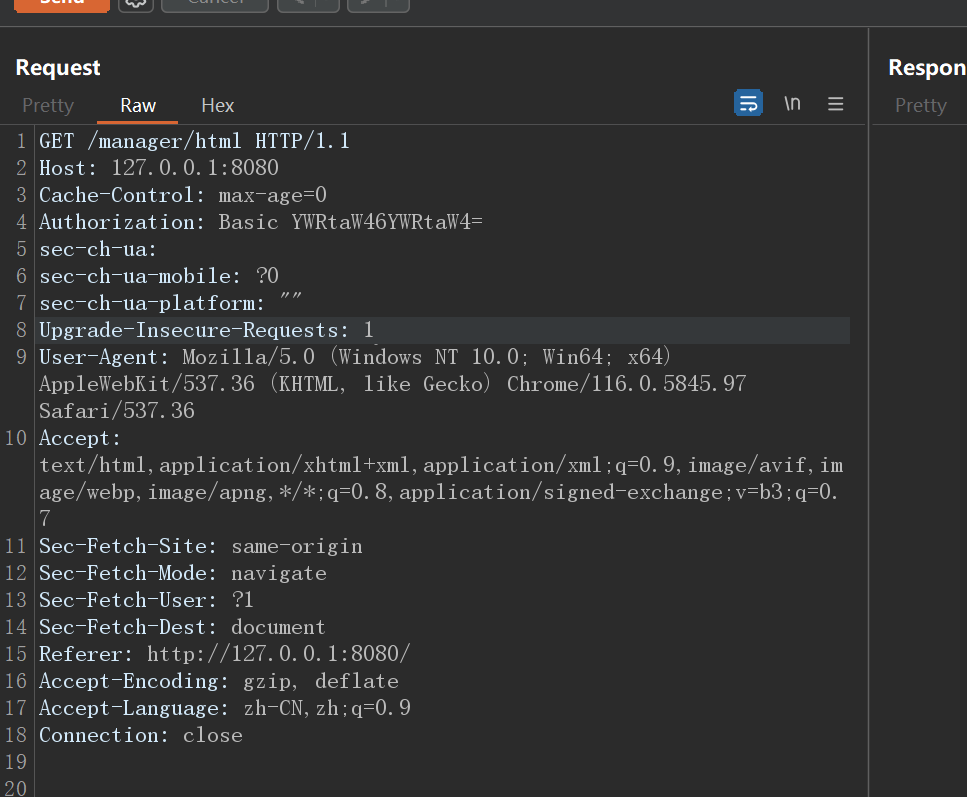 Send Cancel
Request
Respon
Pretty Raw Hex \n Pretty
1 GET /manager/html HTTP/1.1
2 Host: 127.0.0.1:8080
3 Cache-Control: max-age=0
4 Authorization: Basic YWRtaW46YWRtaW4=
5 sec-ch-ua:
6 sec-ch-ua-mobile: ?0
7 sec-ch-ua-platform: ""
8 Upgrade-Insecure-Requests: 1
9 User-Agent: Mozilla/5.0 (Windows NT 10.0; Win64; x64)
AppleWebKit/537.36 (KHTML, like Gecko) Chrome/116.0.5845.97
Safari/537.36
10 Accept:
text/html,application/xhtml+xml,application/xml;q=0.9,image/avif,im
age/webp,image/apng,*/*;q=0.8,application/signed-exchange;v=b3;q=0.
7
11 Sec-Fetch-Site: same-origin
12 Sec-Fetch-Mode: navigate
13 Sec-Fetch-User: ?1
14 Sec-Fetch-Dest: document
15 Referer: http://127.0.0.1:8080/
16 Accept-Encoding: gzip, deflate
17 Accept-Language: zh-CN,zh;q=0.9
18 Connection: close
19
20